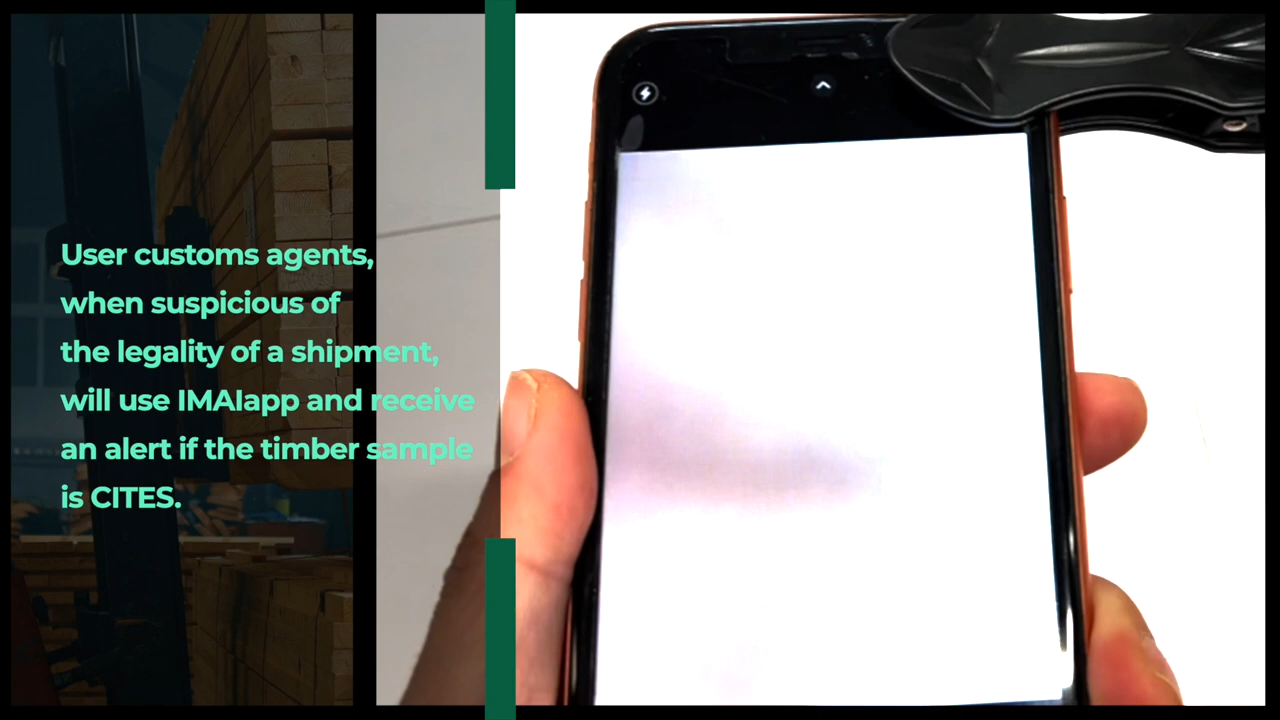 User customs agents,
when suspicious of
the legality of a shipment,
will use IMAIapp and receive
an alert if the timber sample
is CITES.